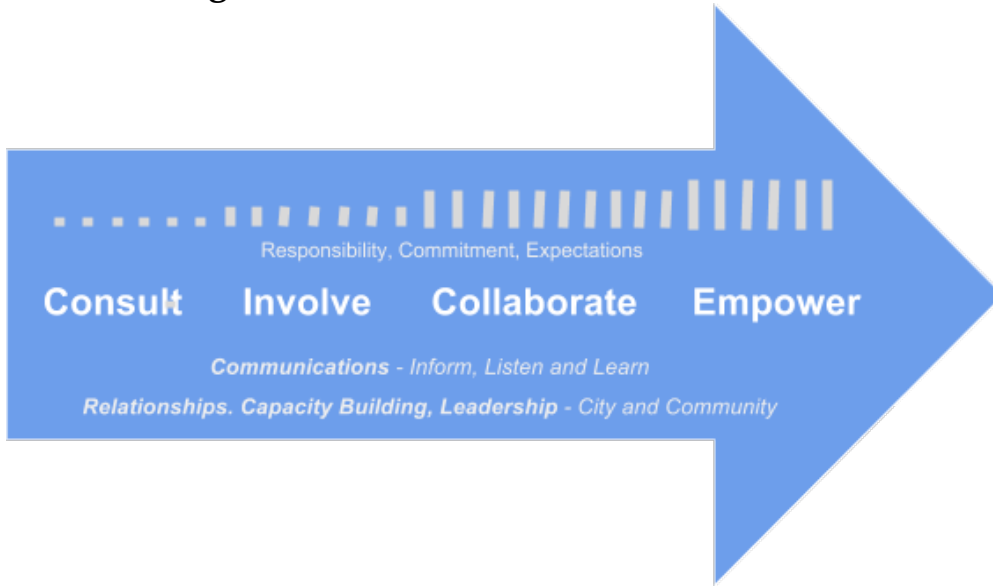 Responsibility, Commitment, Expectations
Consult Involve Collaborate Empower
Communications - Inform, Listen and Learn
Relationships. Capacity Building, Leadership - City and Community